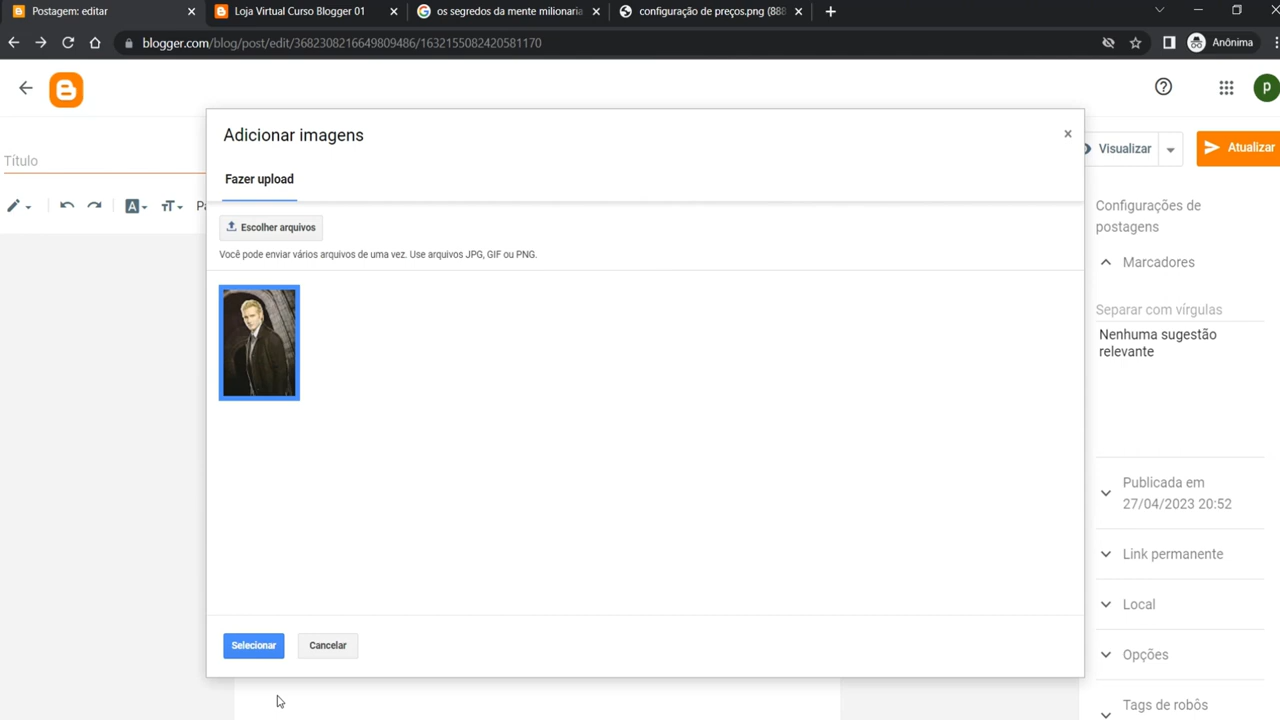 Postagem: editar
Loja Virtual Curso Blogger 01
os segredos da mente milionaria
configuração de preços.png (888
blogger.com/blog/post/edit/3682308216649809486/1632155082420581170
Anônima
p
Adicionar imagens
Visualizar
Atualizar
Título
Fazer upload
Configurações de
postagens
Escolher arquivos
Você pode enviar vários arquivos de uma vez. Use arquivos JPG, GIF ou PNG.
Marcadores
Separar com vírgulas
Nenhuma sugestão
relevante
Publicada em
27/04/2023 20:52
Link permanente
Local
Selecionar
Cancelar
Opções
Tags de robôs